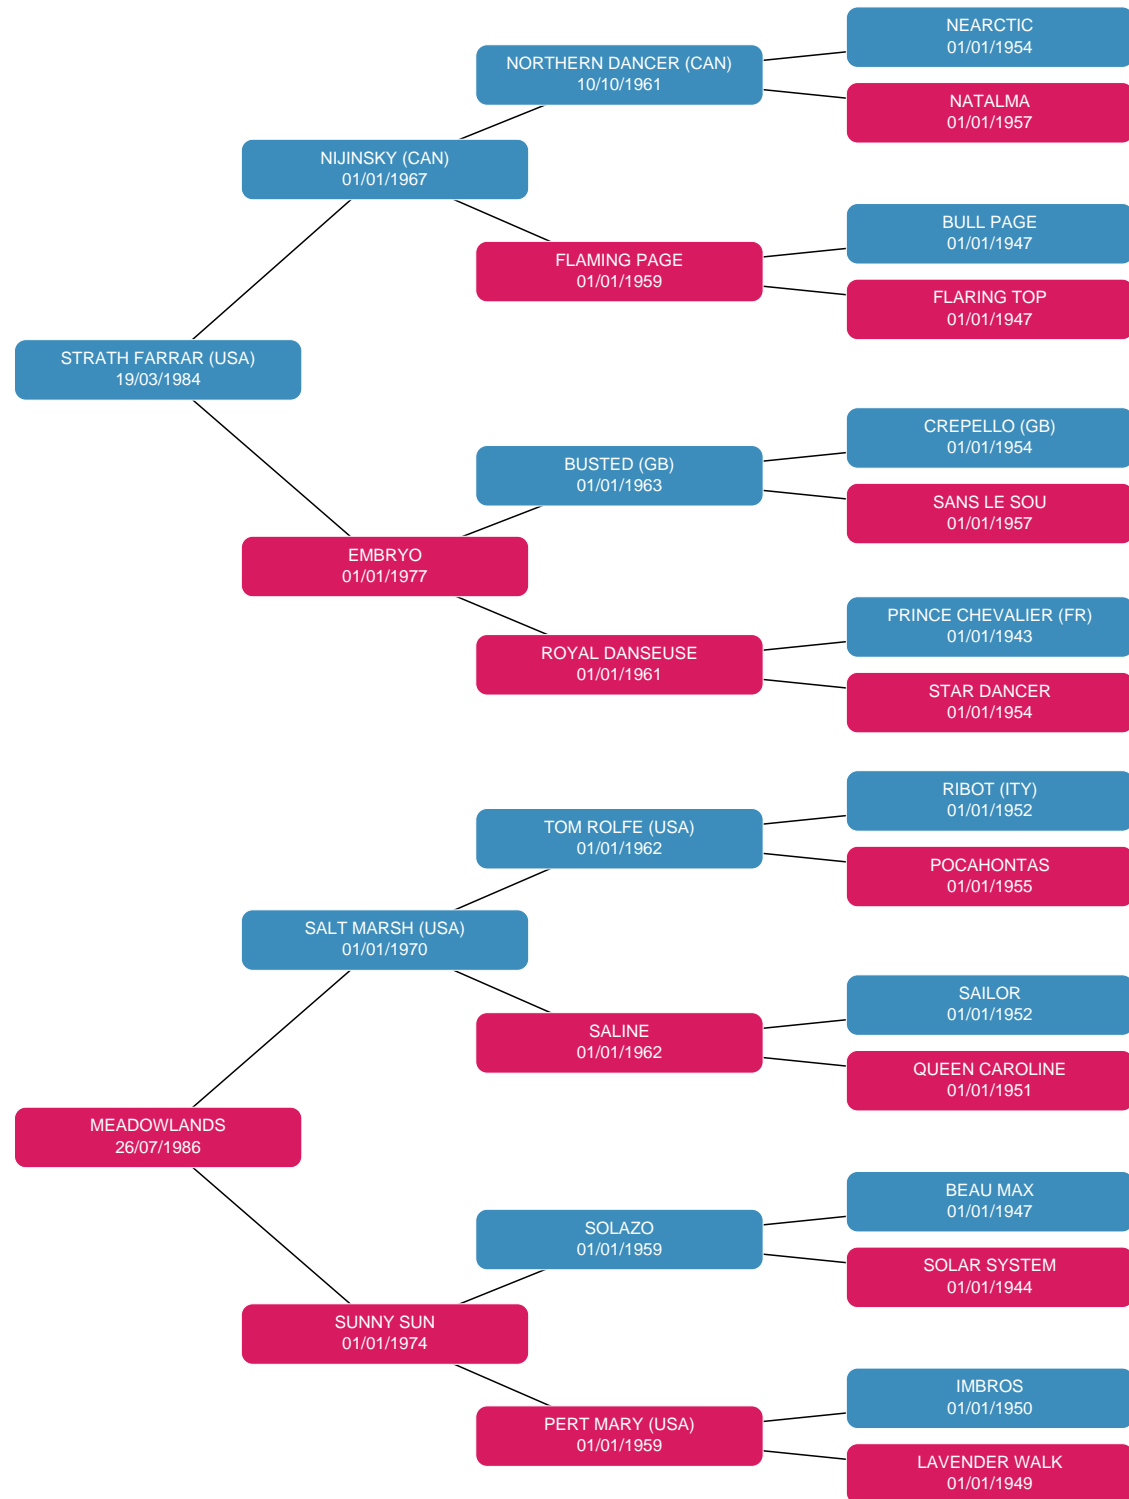 NEARCTIC
01/01/1954
NORTHERN DANCER (CAN)
10/10/1961
NATALMA
01/01/1957
NIJINSKY (CAN)
01/01/1967
BULL PAGE
01/01/1947
FLAMING PAGE
01/01/1959
FLARING TOP
01/01/1947
STRATH FARRAR (USA)
19/03/1984
CREPELLO (GB)
01/01/1954
BUSTED (GB)
01/01/1963
SANS LE SOU
01/01/1957
EMBRYO
01/01/1977
PRINCE CHEVALIER (FR)
01/01/1943
ROYAL DANSEUSE
01/01/1961
STAR DANCER
01/01/1954
RIBOT (ITY)
01/01/1952
TOM ROLFE (USA)
01/01/1962
POCAHONTAS
01/01/1955
SALT MARSH (USA)
01/01/1970
SAILOR
01/01/1952
SALINE
01/01/1962
QUEEN CAROLINE
01/01/1951
MEADOWLANDS
26/07/1986
BEAU MAX
01/01/1947
SOLAZO
01/01/1959
SOLAR SYSTEM
01/01/1944
SUNNY SUN
01/01/1974
IMBROS
01/01/1950
PERT MARY (USA)
01/01/1959
LAVENDER WALK
01/01/1949